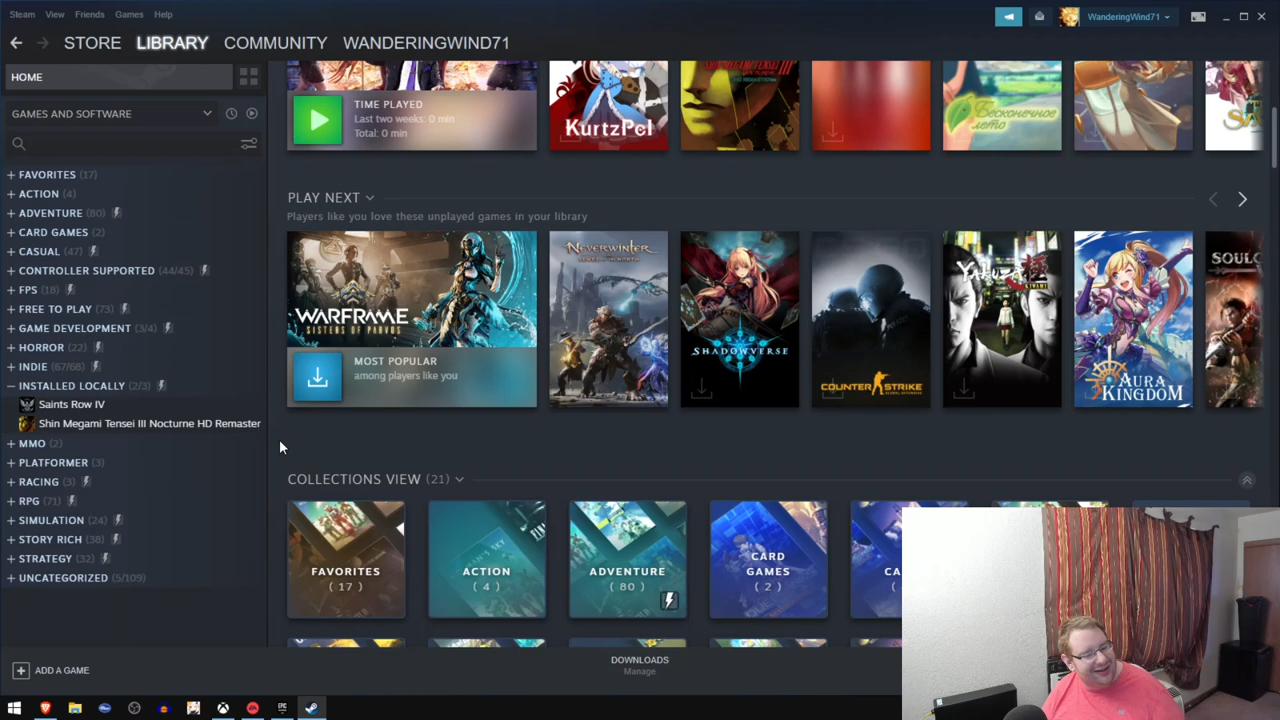 Steam View Friends Games Help
WANDERINGWIND71
STORE LIBRARY COMMUNITY WANDERINGWIND71
HOME
GAMES AND SOFTWARE
FAVORITES (17)
ACTION (4)
ADVENTURE (80)
CARD GAMES (2)
CASUAL (47)
CONTROLLER SUPPORTED (44/45)
FPS (18)
FREE TO PLAY (73)
GAME DEVELOPMENT (3/4)
HORROR (22)
INDIE (67/68)
INSTALLED LOCALLY (2/3)
Saints Row IV
Shin Megami Tensei III Nocturne HD Remaster
MMO (2)
PLATFORMER (3)
RACING (3)
RPG (71)
SIMULATION (24)
STORY RICH (38)
STRATEGY (32)
UNCATEGORIZED (5/109)
ADD A GAME
TIME PLAYED
Last two weeks: 0 min
Total: 0 min
KurtzPel
Бесконечное
лето
PLAY NEXT
Players like you love these unplayed games in your library
WARFRAME
SISTERS OF PARVOS
MOST POPULAR
among players like you
NEVERWINTER
SHADOWVERSE
COUNTER STRIKE
YAKUZA 極
KIWAMI
AURA
KINGDOM
SOULC
COLLECTIONS VIEW (21)
FAVORITES
(17)
ACTION
(4)
ADVENTURE
(80)
CARD
GAMES
(2)
CA
DOWNLOADS
Manage